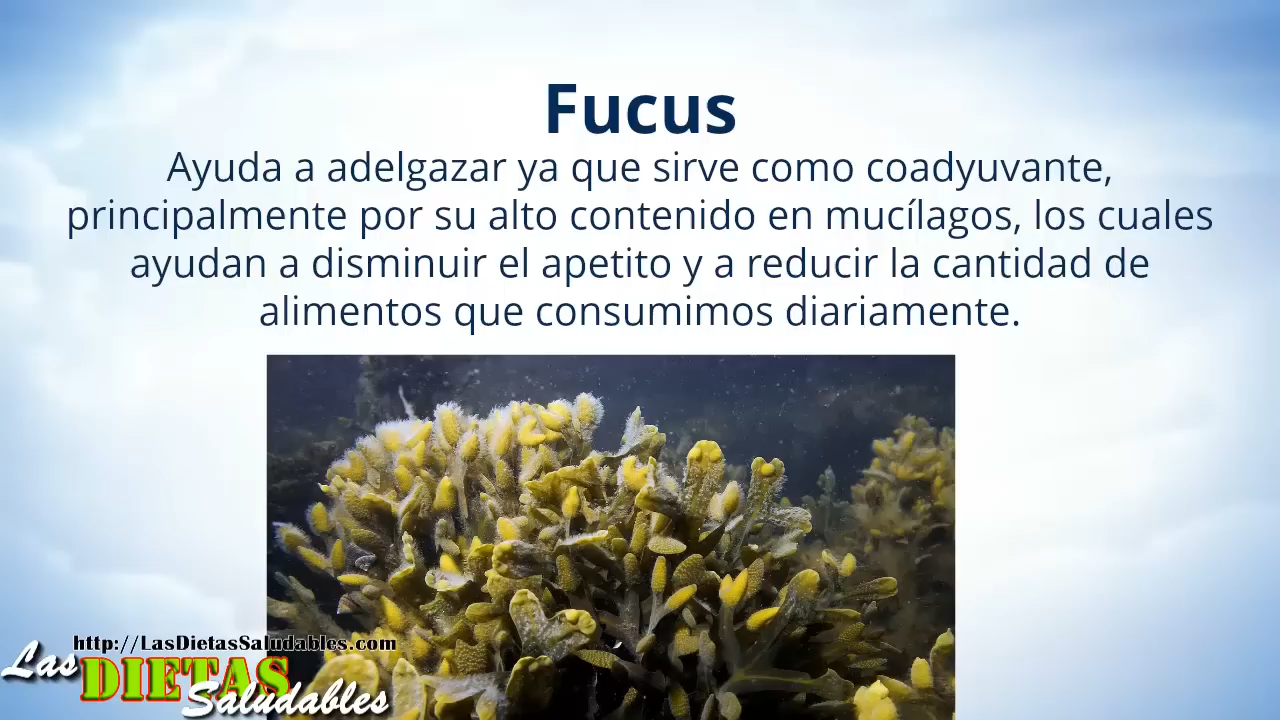 Fucus
Ayuda a adelgazar ya que sirve como coadyuvante,
principalmente por su alto contenido en mucílagos, los cuales
ayudan a disminuir el apetito y a reducir la cantidad de
alimentos que consumimos diariamente.
http://LasDietasSaludables.com
Las DIETAS
Saludables